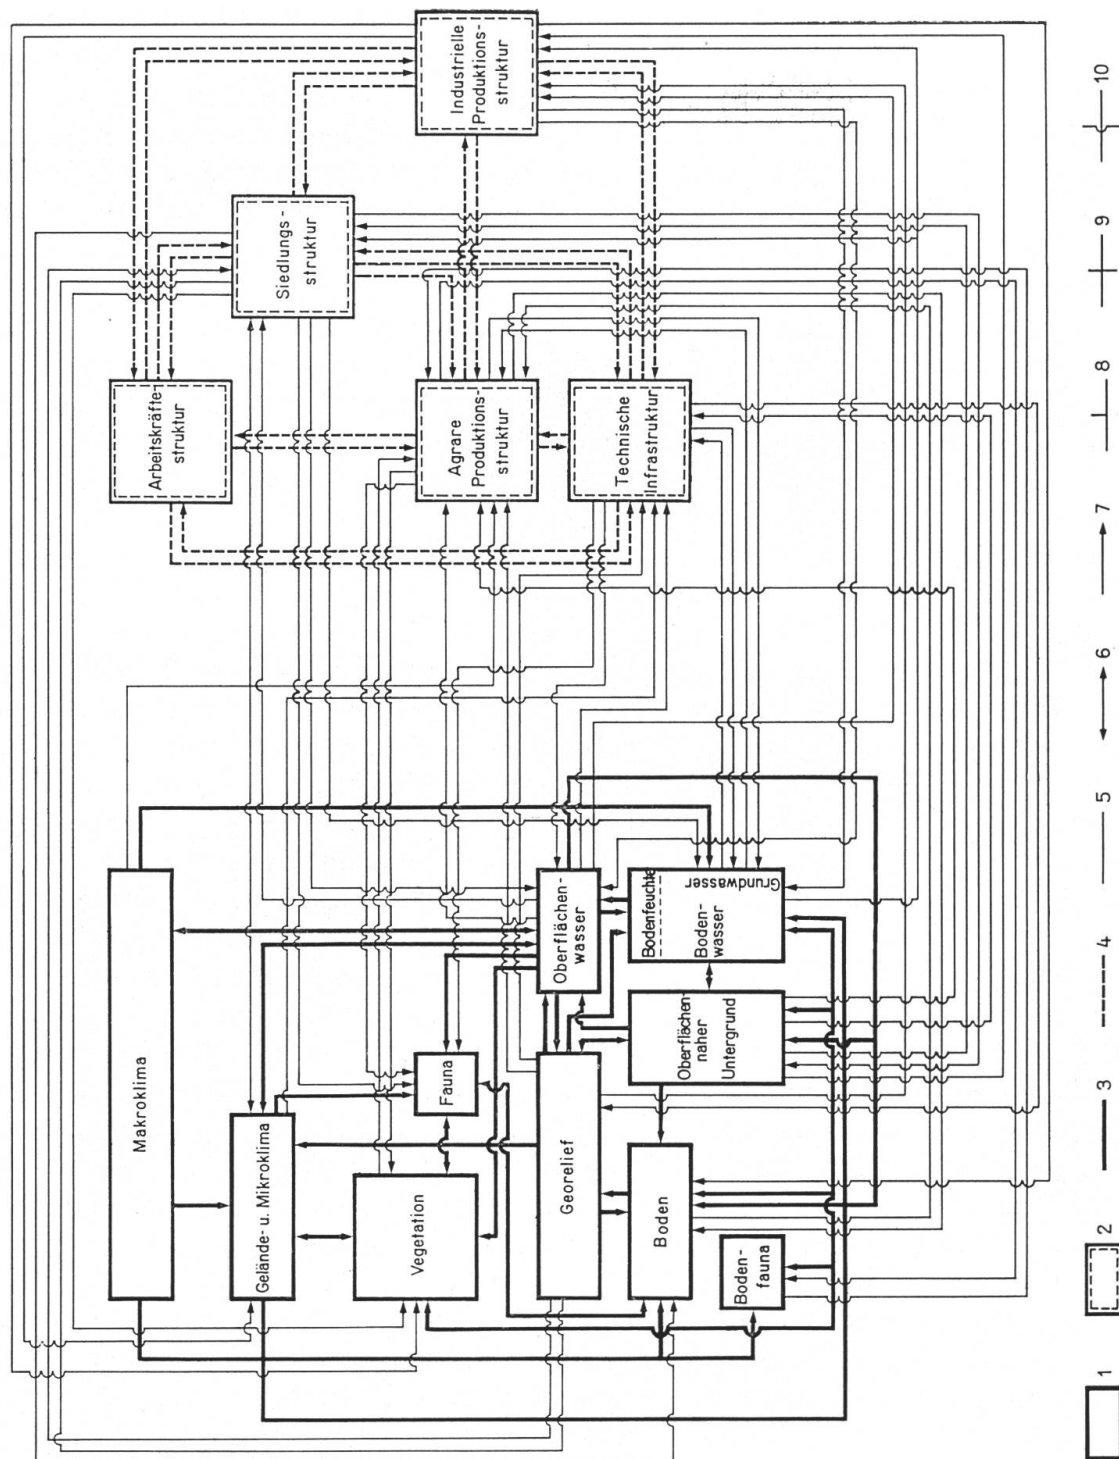 Makroklima
Gelände- u. Mikroklima
Vegetation
Fauna
Georelief
Boden
Boden-
fauna
Oberflächen-
wasser
Oberflächen-
naher
Untergrund
Bodenfeuchte
Boden-
wasser
Grundwasser
Arbeitskräfte-
struktur
Siedlungs-
struktur
Agrare
Produktions-
struktur
Technische
Infrastruktur
Industrielle
Produktions-
struktur
1
2
3
4
5
6
7
8
9
10